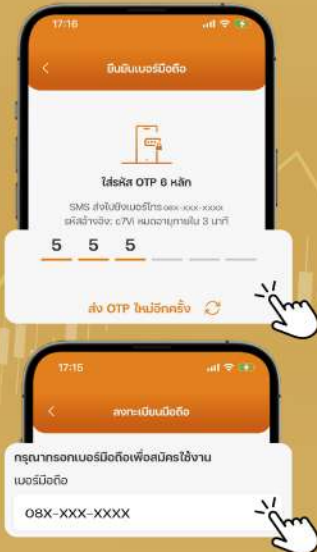 17:16
ยืนยันเบอร์มือถือ
ใส่รหัส OTP 6 หลัก
SMS ส่งไปยังเบอร์โทร 08X-XXX-XXXX
รหัสอ้างอิง: c7Vi หมดอายุภายใน 3 นาที
5 5 5
ส่ง OTP ใหม่อีกครั้ง
17:15
ลงทะเบียนมือถือ
กรุณากรอกเบอร์มือถือเพื่อสมัครใช้งาน
เบอร์มือถือ
08X-XXX-XXXX